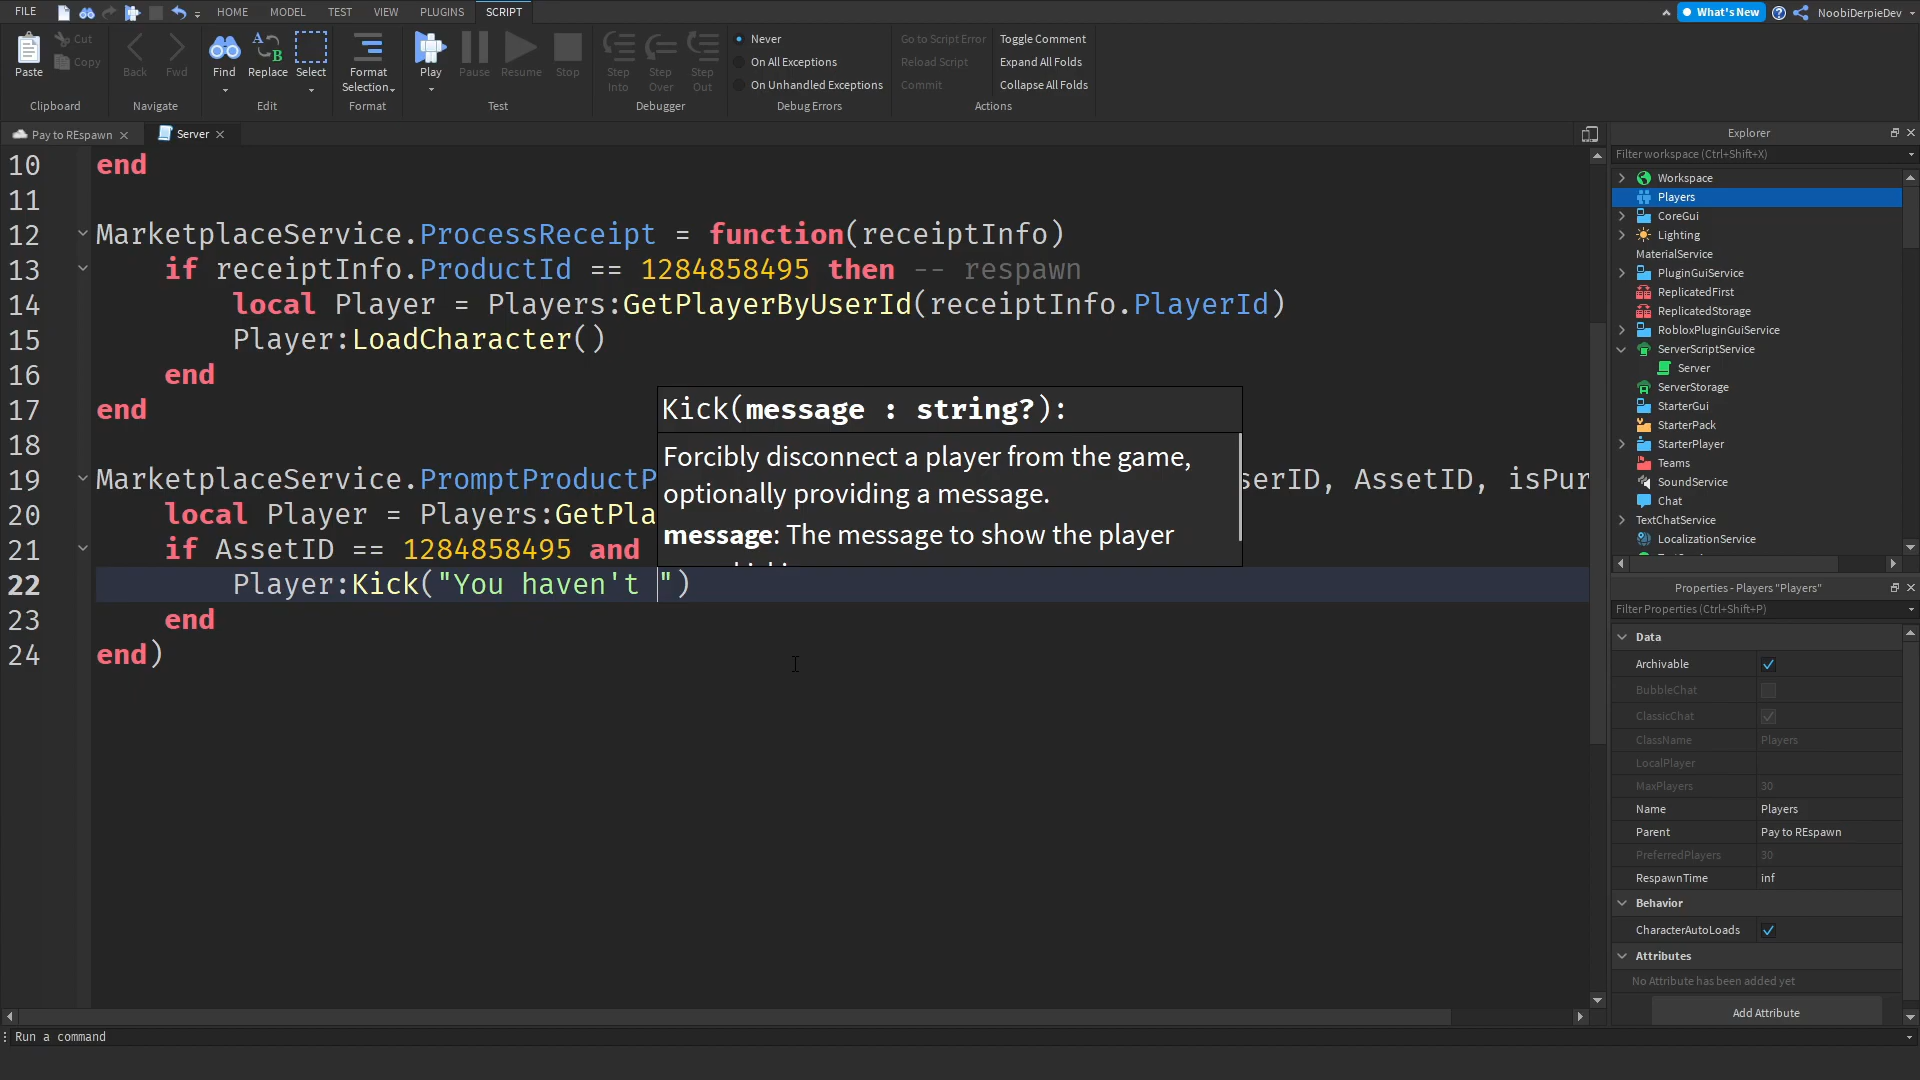 FILE HOME MODEL TEST VIEW PLUGINS SCRIPT What's New NoobiDerpieDev
Paste Cut Copy Back Fwd Find Replace Select Format Selection Play Pause Resume Stop Step Into Step Over Step Out
Never
On All Exceptions
On Unhandled Exceptions
Go to Script Error
Reload Script
Commit
Toggle Comment
Expand All Folds
Collapse All Folds
Clipboard Navigate Edit Format Test Debugger Debug Errors Actions
Pay to REspawn Server
10 end
11
12 MarketplaceService.ProcessReceipt = function(receiptInfo)
13 if receiptInfo.ProductId == 1284858495 then -- respawn
14 local Player = Players:GetPlayerByUserId(receiptInfo.PlayerId)
15 Player:LoadCharacter()
16 end
17 end
18
19 MarketplaceService.PromptProductP serID, AssetID, isPur
20 local Player = Players:GetPla
21 if AssetID == 1284858495 and
22 Player:Kick("You haven't ")
23 end
24 end)
Kick(message : string?):
Forcibly disconnect a player from the game,
optionally providing a message.
message: The message to show the player
Run a command
Explorer
Filter workspace (Ctrl+Shift+X)
Workspace
Players
CoreGui
Lighting
MaterialService
PluginGuiService
ReplicatedFirst
ReplicatedStorage
RobloxPluginGuiService
ServerScriptService
Server
ServerStorage
StarterGui
StarterPack
StarterPlayer
Teams
SoundService
Chat
TextChatService
LocalizationService
Properties - Players "Players"
Filter Properties (Ctrl+Shift+P)
Data
Archivable
BubbleChat
ClassicChat
ClassName Players
LocalPlayer
MaxPlayers 30
Name Players
Parent Pay to REspawn
PreferredPlayers 30
RespawnTime inf
Behavior
CharacterAutoLoads
Attributes
No Attribute has been added yet
Add Attribute